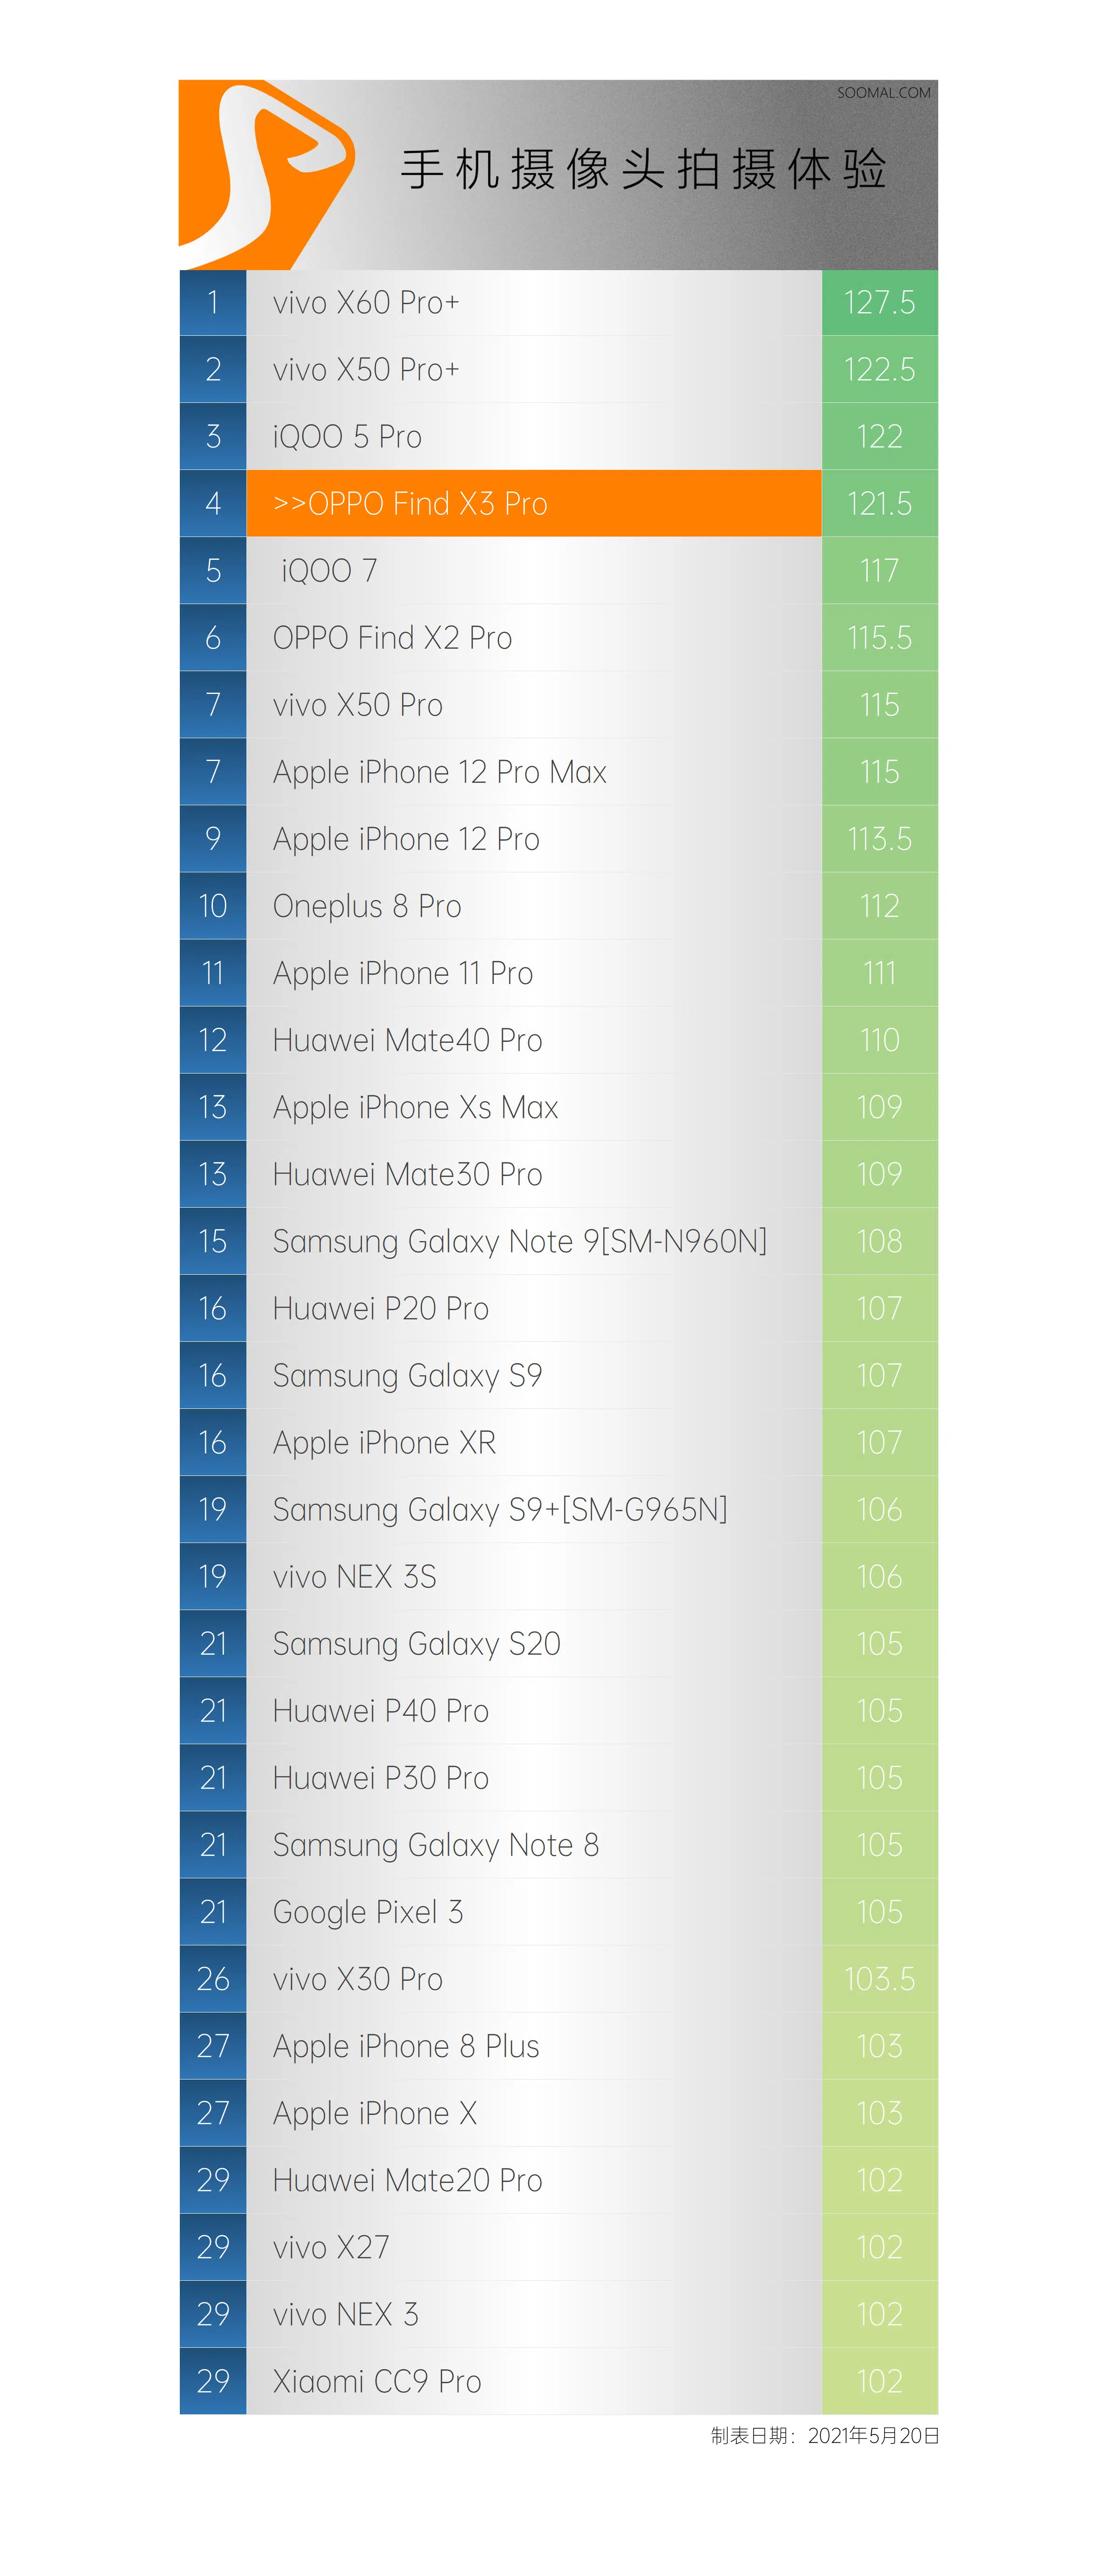 SOOMAL.COM
手机摄像头拍摄体验
1 vivo X60 Pro+ 127.5
2 vivo X50 Pro+ 122.5
3 iQOO 5 Pro 122
4 >>OPPO Find X3 Pro 121.5
5 iQOO 7 117
6 OPPO Find X2 Pro 115.5
7 vivo X50 Pro 115
7 Apple iPhone 12 Pro Max 115
9 Apple iPhone 12 Pro 113.5
10 Oneplus 8 Pro 112
11 Apple iPhone 11 Pro 111
12 Huawei Mate40 Pro 110
13 Apple iPhone Xs Max 109
13 Huawei Mate30 Pro 109
15 Samsung Galaxy Note 9[SM-N960N] 108
16 Huawei P20 Pro 107
16 Samsung Galaxy S9 107
16 Apple iPhone XR 107
19 Samsung Galaxy S9+[SM-G965N] 106
19 vivo NEX 3S 106
21 Samsung Galaxy S20 105
21 Huawei P40 Pro 105
21 Huawei P30 Pro 105
21 Samsung Galaxy Note 8 105
21 Google Pixel 3 105
26 vivo X30 Pro 103.5
27 Apple iPhone 8 Plus 103
27 Apple iPhone X 103
29 Huawei Mate20 Pro 102
29 vivo X27 102
29 vivo NEX 3 102
29 Xiaomi CC9 Pro 102
制表日期：2021年5月20日